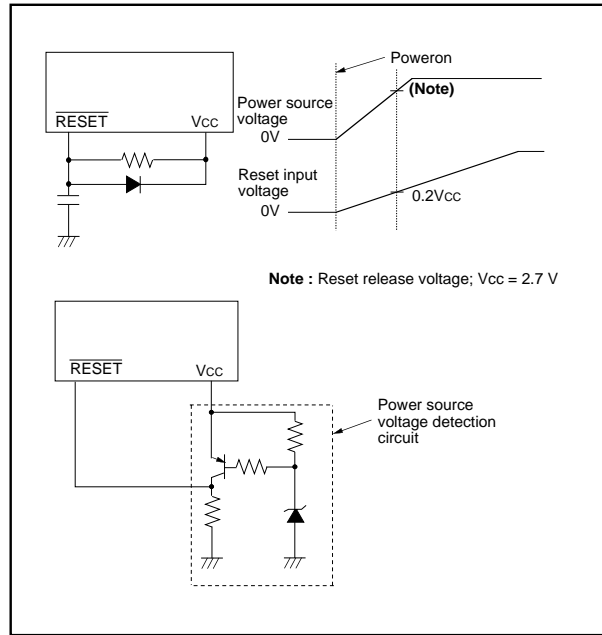 Poweron
(Note)
Power source
voltage
0V
RESET
VCC
Reset input
voltage
0V
0.2VCC
Note : Reset release voltage; Vcc = 2.7 V
RESET
VCC
Power source
voltage detection
circuit